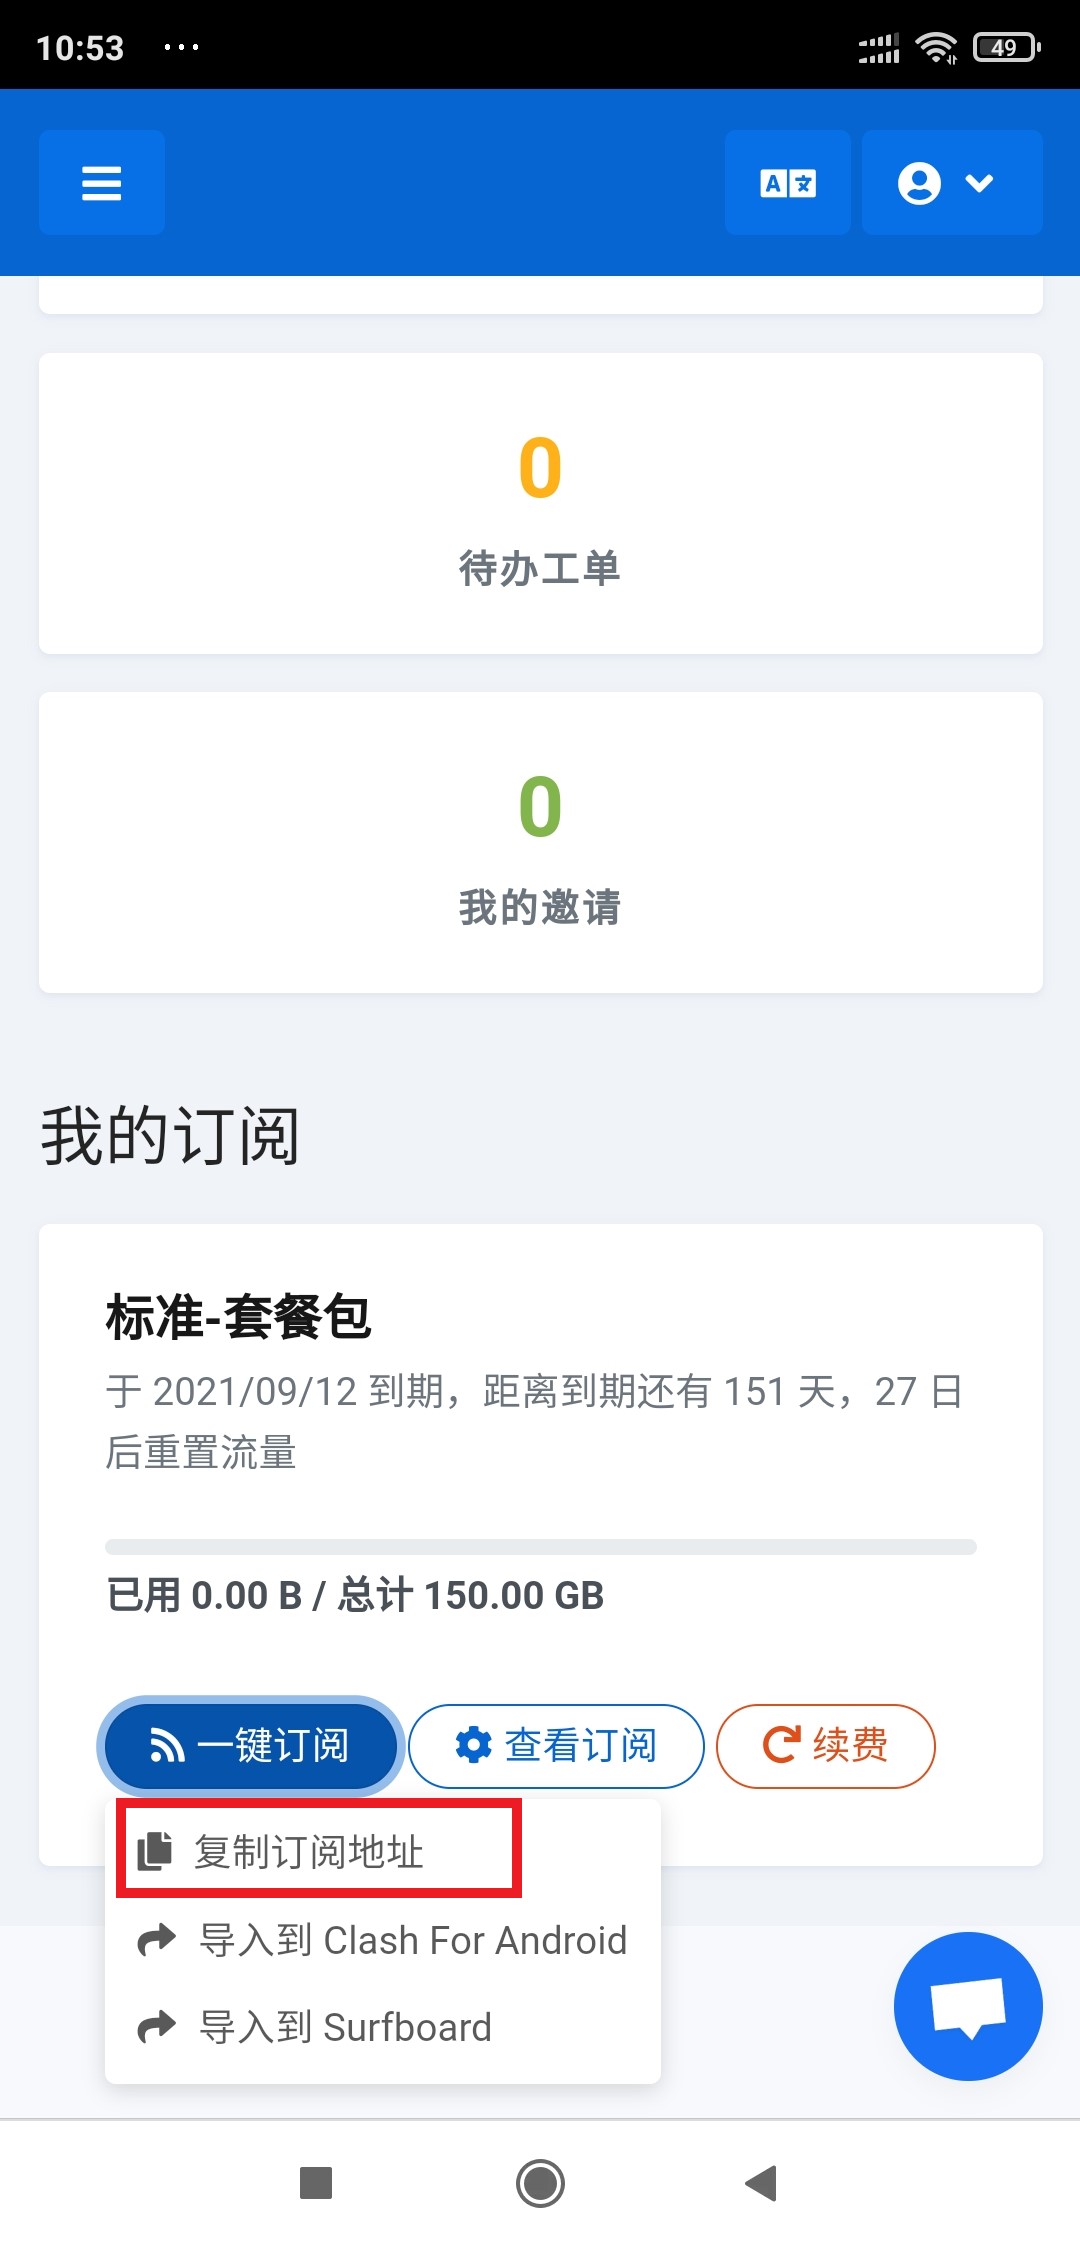 10:53 ...
49
A 文
0
待办工单
0
我的邀请
我的订阅
标准-套餐包
于 2021/09/12 到期，距离到期还有 151 天，27 日
后重置流量
已用 0.00 B / 总计 150.00 GB
一键订阅 查看订阅 续费
复制订阅地址
导入到 Clash For Android
导入到 Surfboard